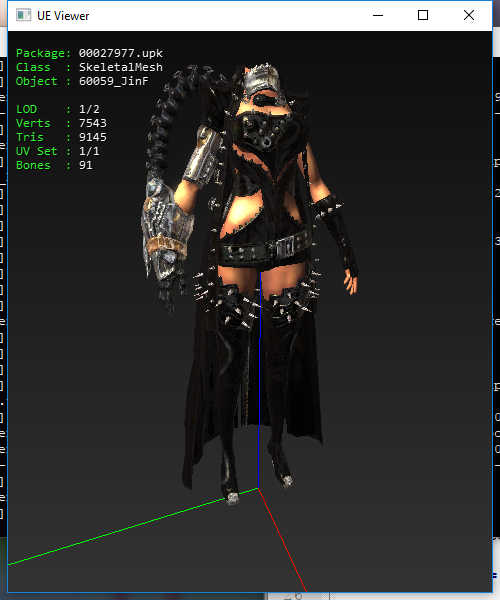 UE Viewer
Package: 00027977.upk
Class : SkeletalMesh
Object : 60059_JinF
LOD : 1/2
Verts : 7543
Tris : 9145
UV Set : 1/1
Bones : 91